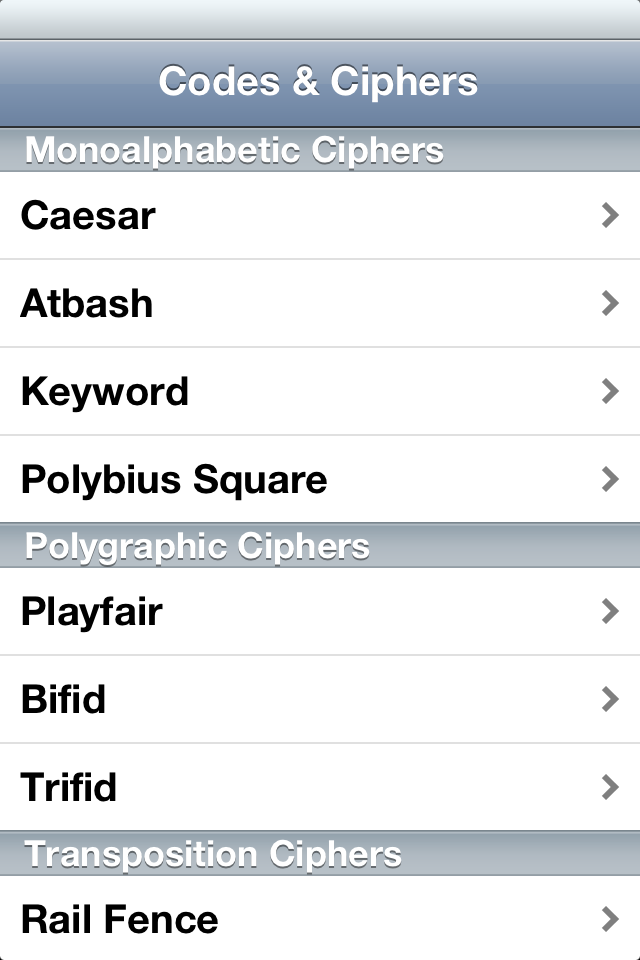 Codes & Ciphers
Monoalphabetic Ciphers
Caesar
Atbash
Keyword
Polybius Square
Polygraphic Ciphers
Playfair
Bifid
Trifid
Transposition Ciphers
Rail Fence